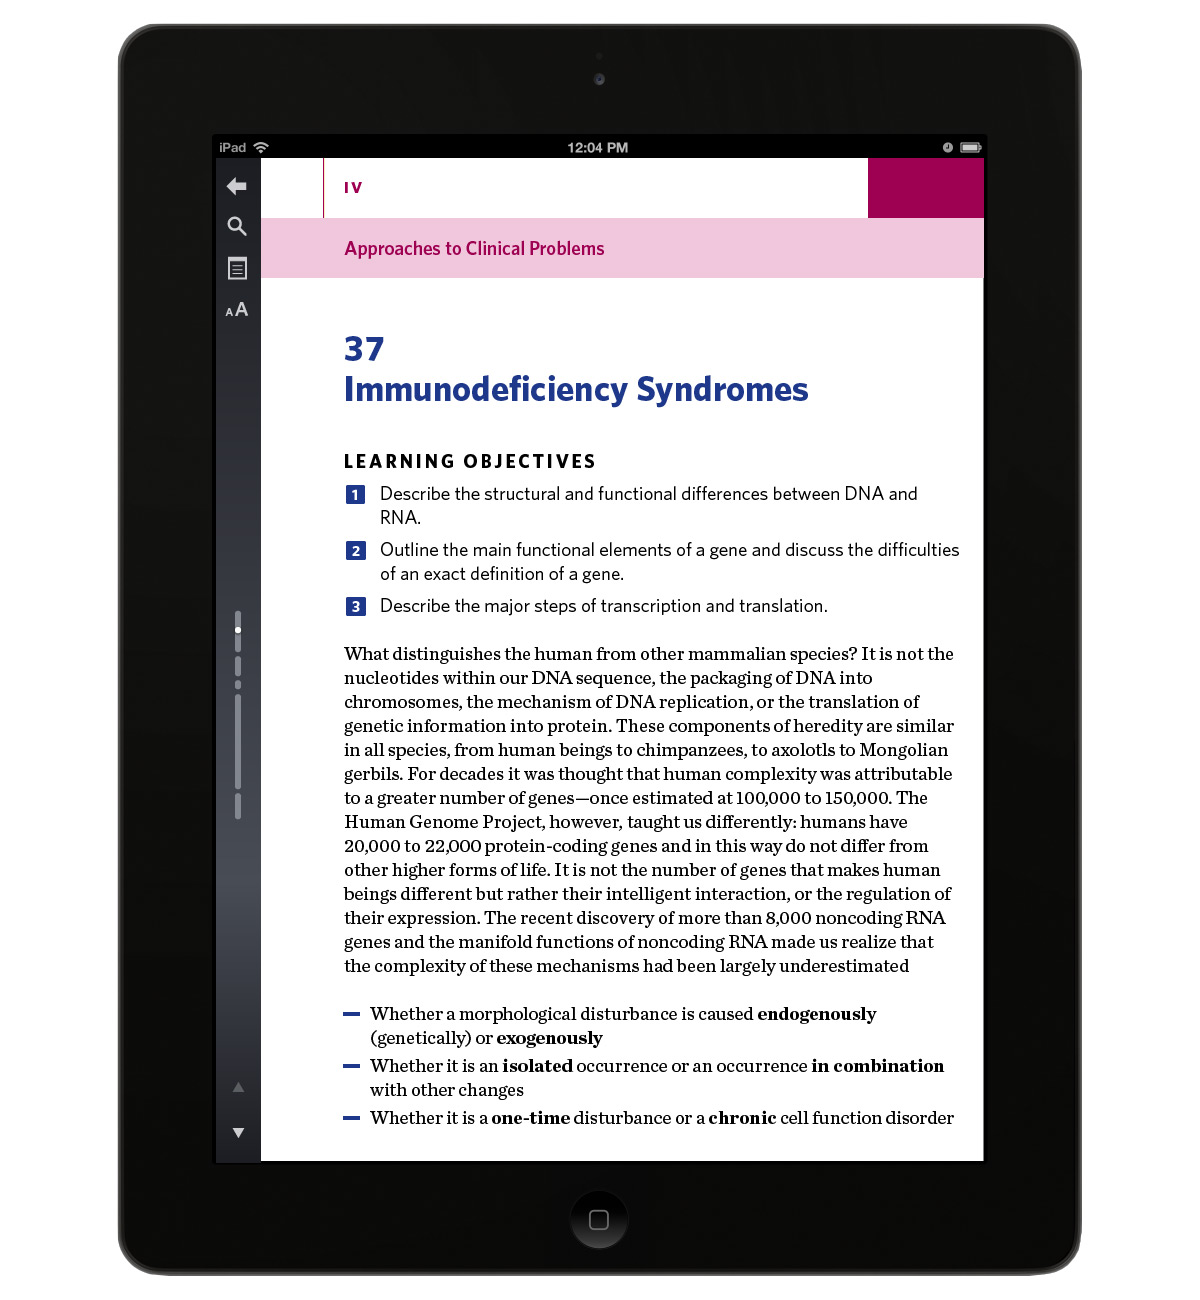 iPad 12:04 PM
IV
Approaches to Clinical Problems
AA
37
Immunodeficiency Syndromes
LEARNING OBJECTIVES
1 Describe the structural and functional differences between DNA and
RNA.
2 Outline the main functional elements of a gene and discuss the difficulties
of an exact definition of a gene.
3 Describe the major steps of transcription and translation.
What distinguishes the human from other mammalian species? It is not the
nucleotides within our DNA sequence, the packaging of DNA into
chromosomes, the mechanism of DNA replication, or the translation of
genetic information into protein. These components of heredity are similar
in all species, from human beings to chimpanzees, to axolotls to Mongolian
gerbils. For decades it was thought that human complexity was attributable
to a greater number of genes—once estimated at 100,000 to 150,000. The
Human Genome Project, however, taught us differently: humans have
20,000 to 22,000 protein-coding genes and in this way do not differ from
other higher forms of life. It is not the number of genes that makes human
beings different but rather their intelligent interaction, or the regulation of
their expression. The recent discovery of more than 8,000 noncoding RNA
genes and the manifold functions of noncoding RNA made us realize that
the complexity of these mechanisms had been largely underestimated
— Whether a morphological disturbance is caused endogenously
(genetically) or exogenously
— Whether it is an isolated occurrence or an occurrence in combination
with other changes
— Whether it is a one-time disturbance or a chronic cell function disorder